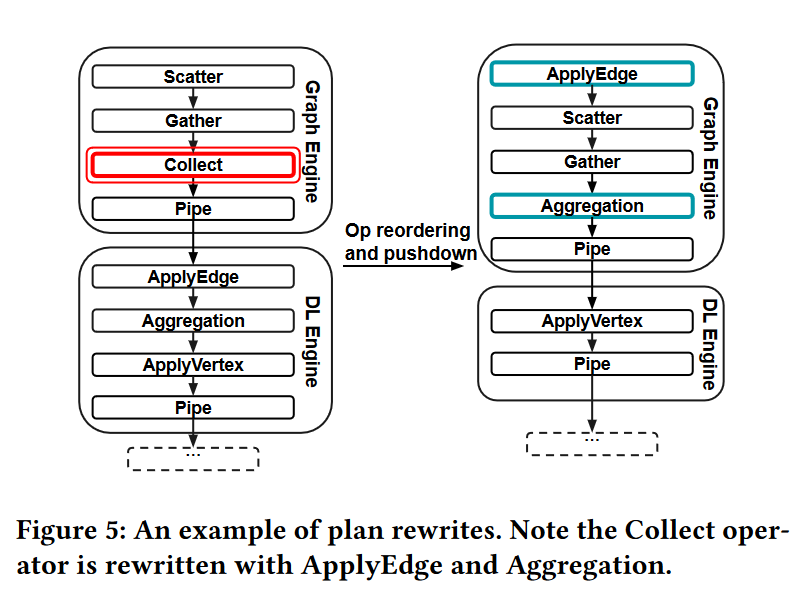 Scatter
Gather
Collect
Pipe
Graph Engine
ApplyEdge
Aggregation
ApplyVertex
Pipe
DL Engine
...
Op reordering
and pushdown
ApplyEdge
Scatter
Gather
Aggregation
Pipe
Graph Engine
ApplyVertex
Pipe
DL Engine
...
Figure 5: An example of plan rewrites. Note the Collect oper-
ator is rewritten with ApplyEdge and Aggregation.